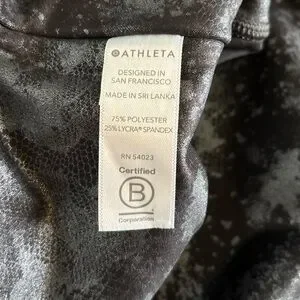 ATHLETA
DESIGNED IN
SAN FRANCISCO
MADE IN SRI LANKA
75% POLYESTER
25% LYCRA® SPANDEX
RN 54023
Certified
B
Corporation